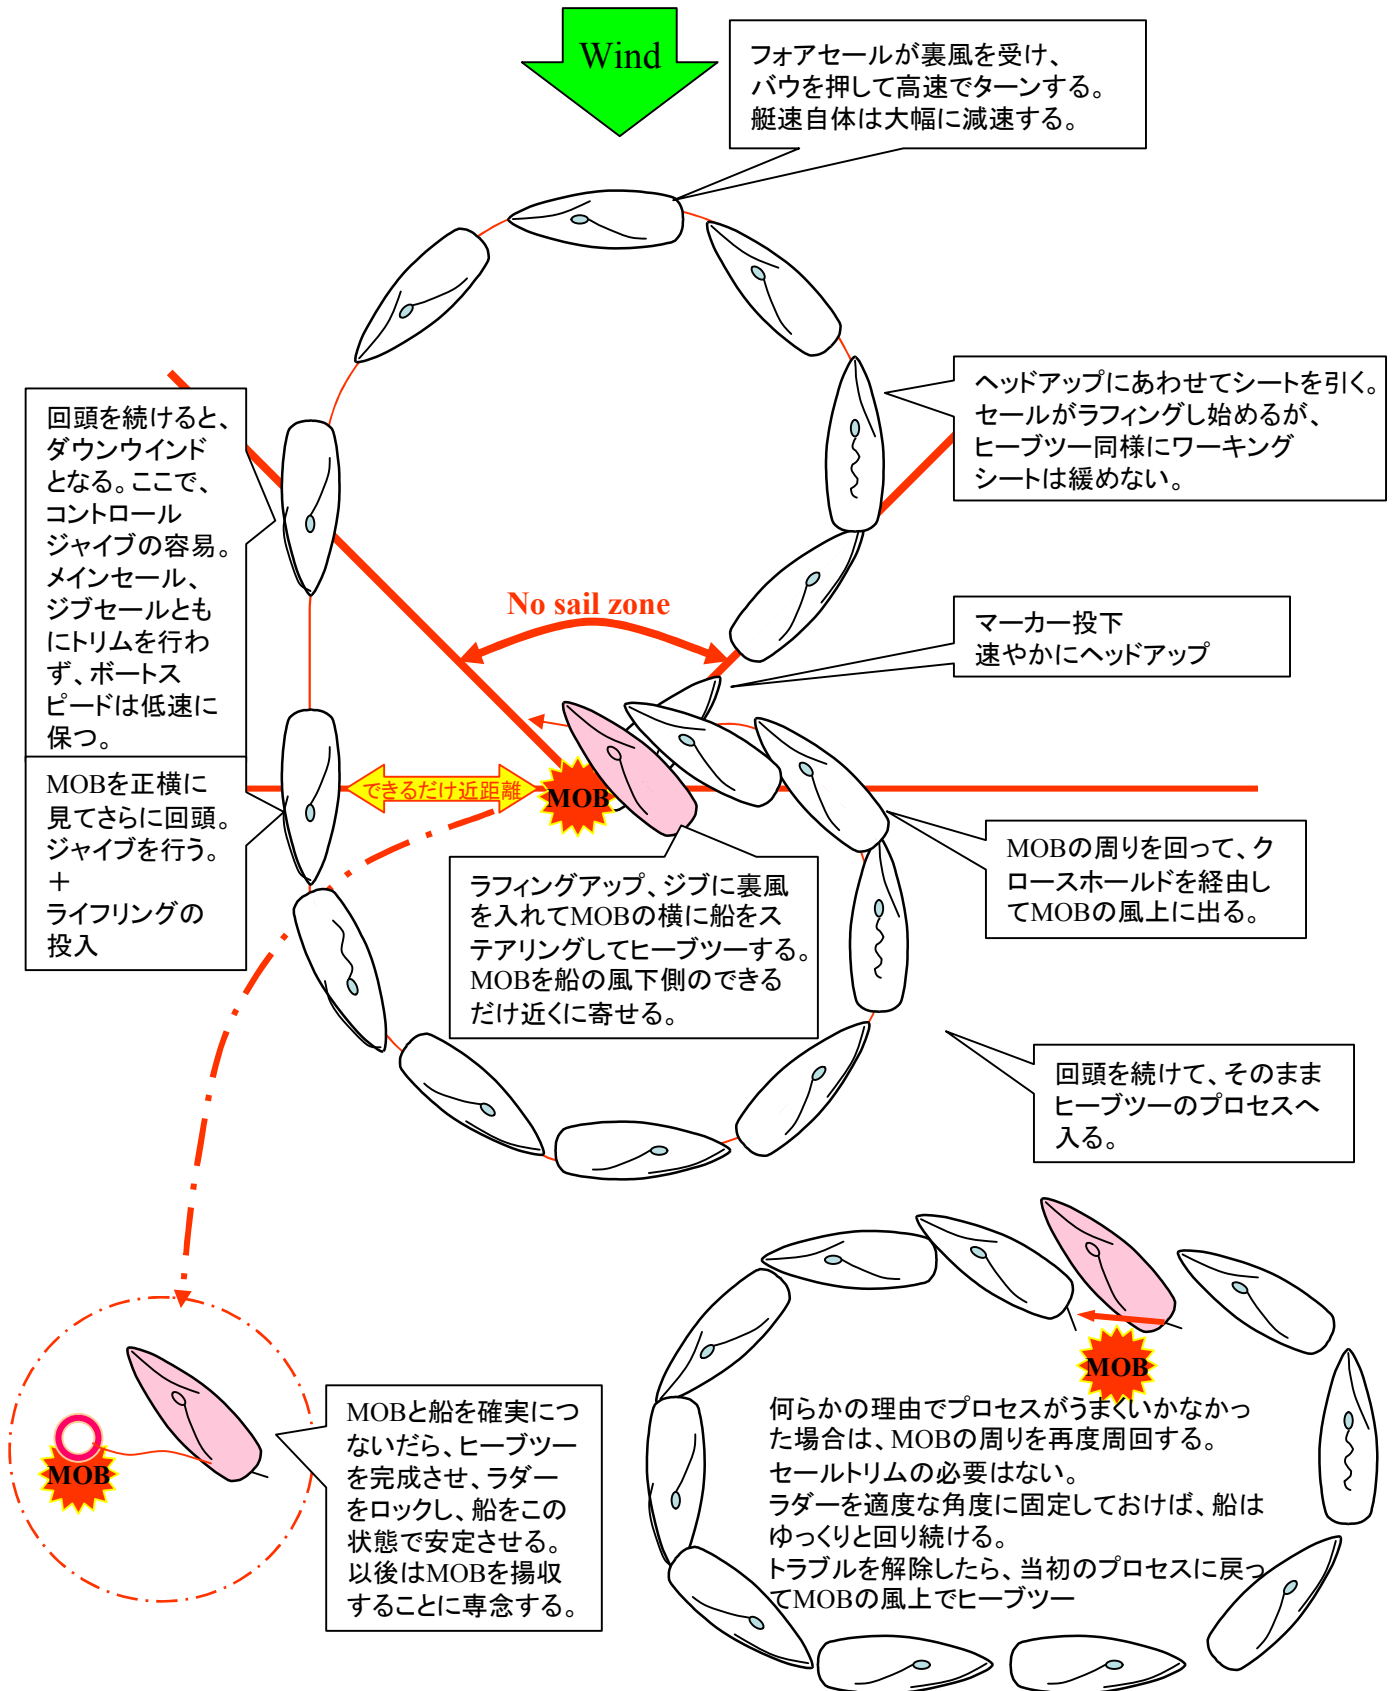 Wind
フォアセールが裏風を受け、
バウを押して高速でターンする。
艇速自体は大幅に減速する。
ヘッドアップにあわせてシートを引く。
セールがラフィングし始めるが、
ヒーブツー同様にワーキング
シートは緩めない。
回頭を続けると、
ダウンウインド
となる。ここで、
コントロール
ジャイブの容易。
メインセール、
ジブセールとも
にトリムを行わ
ず、ボートス
ピードは低速に
保つ。
No sail zone
マーカー投下
速やかにヘッドアップ
MOBを正横に
見てさらに回頭。
ジャイブを行う。
+
ライフリングの
投入
できるだけ近距離
MOB
MOBの周りを回って、ク
ロースホールドを経由し
てMOBの風上に出る。
ラフィングアップ、ジブに裏風
を入れてMOBの横に船をス
テアリングしてヒーブツーする。
MOBを船の風下側のできる
だけ近くに寄せる。
回頭を続けて、そのまま
ヒーブツーのプロセスへ
入る。
MOB
MOBと船を確実につ
ないだら、ヒーブツー
を完成させ、ラダー
をロックし、船をこの
状態で安定させる。
以後はMOBを揚収
することに専念する。
MOB
何らかの理由でプロセスがうまくいかなかっ
た場合は、MOBの周りを再度周回する。
セールトリムの必要はない。
ラダーを適度な角度に固定しておけば、船は
ゆっくりと回り続ける。
トラブルを解除したら、当初のプロセスに戻っ
てMOBの風上でヒーブツー